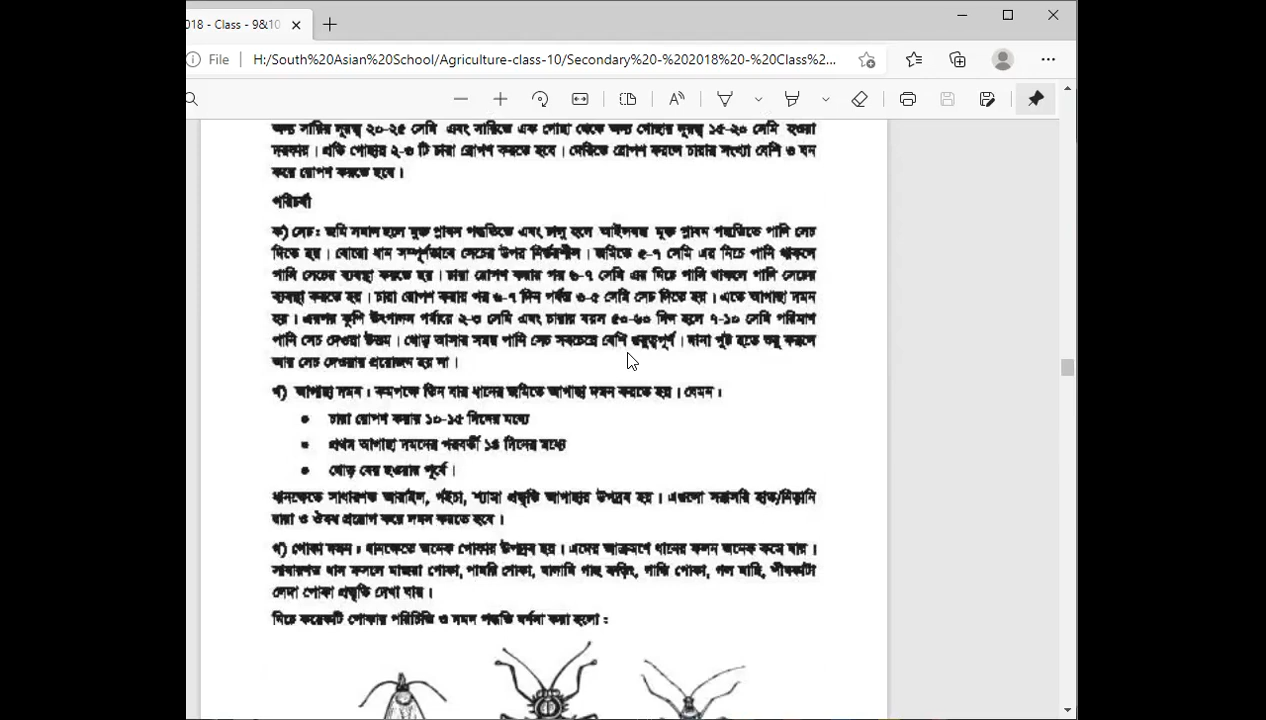 018 - Class - 9&10
File
H:/South%20Asian%20School/Agriculture-class-10/Secondary%20-%202018%20-%20Class%2...
অন্য সারির দূরত্ব ২০-২৫ সেমি এবং সারিতে এক গোছা থেকে অন্য গোছার দূরত্ব ১৫-২০ সেমি হওয়া
দরকার। প্রতি গোছায় ২-৩ টি চারা রোপণ করতে হবে। দেরিতে রোপণ করলে চারার সংখ্যা বেশি ও ঘন
করে রোপণ করতে হবে।
পরিচর্যা
ক) সেচ: জমি সমান হলে মুক্ত প্লাবন পদ্ধতিতে এবং ঢালু হলে আইলবদ্ধ মুক্ত প্লাবন পদ্ধতিতে পানি সেচ
দিতে হয়। বোরো ধান সম্পূর্ণভাবে সেচের উপর নির্ভরশীল। জমিতে ৫-৭ সেমি এর নিচে পানি থাকলে
পানি সেচের ব্যবস্থা করতে হয়। চারা রোপণ করার পর ৬-৭ সেমি এর নিচে পানি থাকলে পানি সেচের
ব্যবস্থা করতে হয়। চারা রোপণ করার পর ৬-৭ দিন পর্যন্ত ৩-৫ সেমি সেচ দিতে হয়। এতে আগাছা দমন
হয়। এরপর কুশি উৎপাদন পর্যায়ে ২-৩ সেমি এবং চারার বয়স ৫০-৬০ দিন হলে ৭-১০ সেমি পরিমাণ
পানি সেচ দেওয়া উত্তম। থোড় আসার সময় পানি সেচ সবচেয়ে বেশি গুরুত্বপূর্ণ। দানা পুষ্ট হতে শুরু করলে
আর সেচ দেওয়ার প্রয়োজন হয় না।
খ) আগাছা দমন: কমপক্ষে তিন বার ধানের জমিতে আগাছা দমন করতে হয়। যেমন:
● চারা রোপণ করার ১০-১৫ দিনের মধ্যে
● প্রথম আগাছা দমনের পরবর্তী ১৪ দিনের মধ্যে
● থোড় বের হওয়ার পূর্বে।
ধানক্ষেতে সাধারণত আরাইল, গইচা, শ্যামা প্রভৃতি আগাছার উপদ্রব হয়। এগুলো সরাসরি হাত/নিড়ানি
দ্বারা ও ঔষধ প্রয়োগ করে দমন করতে হবে।
গ) পোকা দমন: ধানক্ষেতে অনেক পোকার উপদ্রব হয়। এদের আক্রমণে ধানের ফলন অনেক কমে যায়।
সাধারণত ধান ফসলে মাজরা পোকা, পামরি পোকা, বাদামি গাছ ফড়িং, গান্ধি পোকা, গল মাছি, শীষকাটা
লেদা পোকা প্রভৃতি দেখা যায়।
নিচে কয়েকটি পোকার পরিচিতি ও দমন পদ্ধতি বর্ণনা করা হলো: